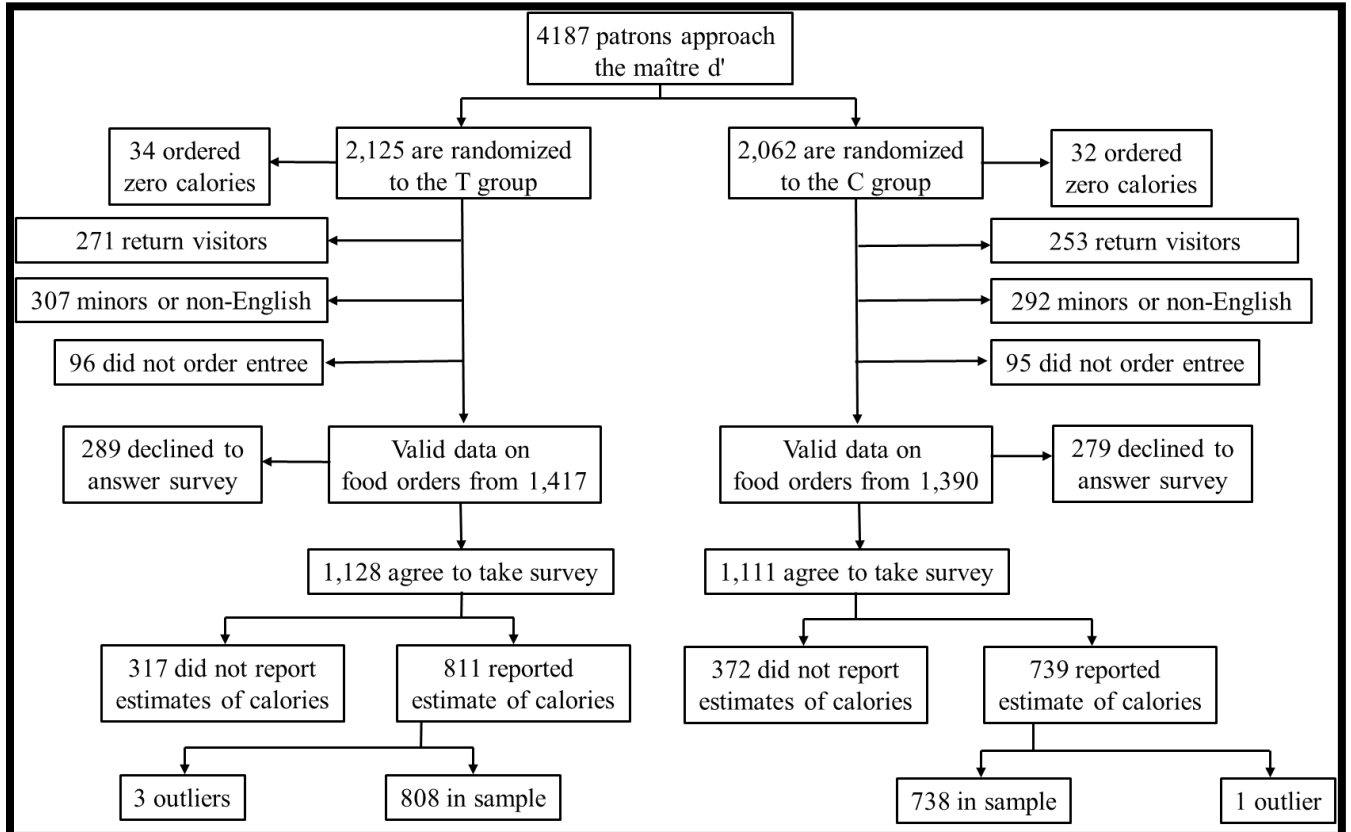 4187 patrons approach
the maître d'
34 ordered
zero calories
2,125 are randomized
to the T group
2,062 are randomized
to the C group
32 ordered
zero calories
271 return visitors
253 return visitors
307 minors or non-English
292 minors or non-English
96 did not order entree
95 did not order entree
289 declined to
answer survey
Valid data on
food orders from 1,417
Valid data on
food orders from 1,390
279 declined to
answer survey
1,128 agree to take survey
1,111 agree to take survey
317 did not report
estimates of calories
811 reported
estimate of calories
372 did not report
estimates of calories
739 reported
estimate of calories
3 outliers
808 in sample
738 in sample
1 outlier